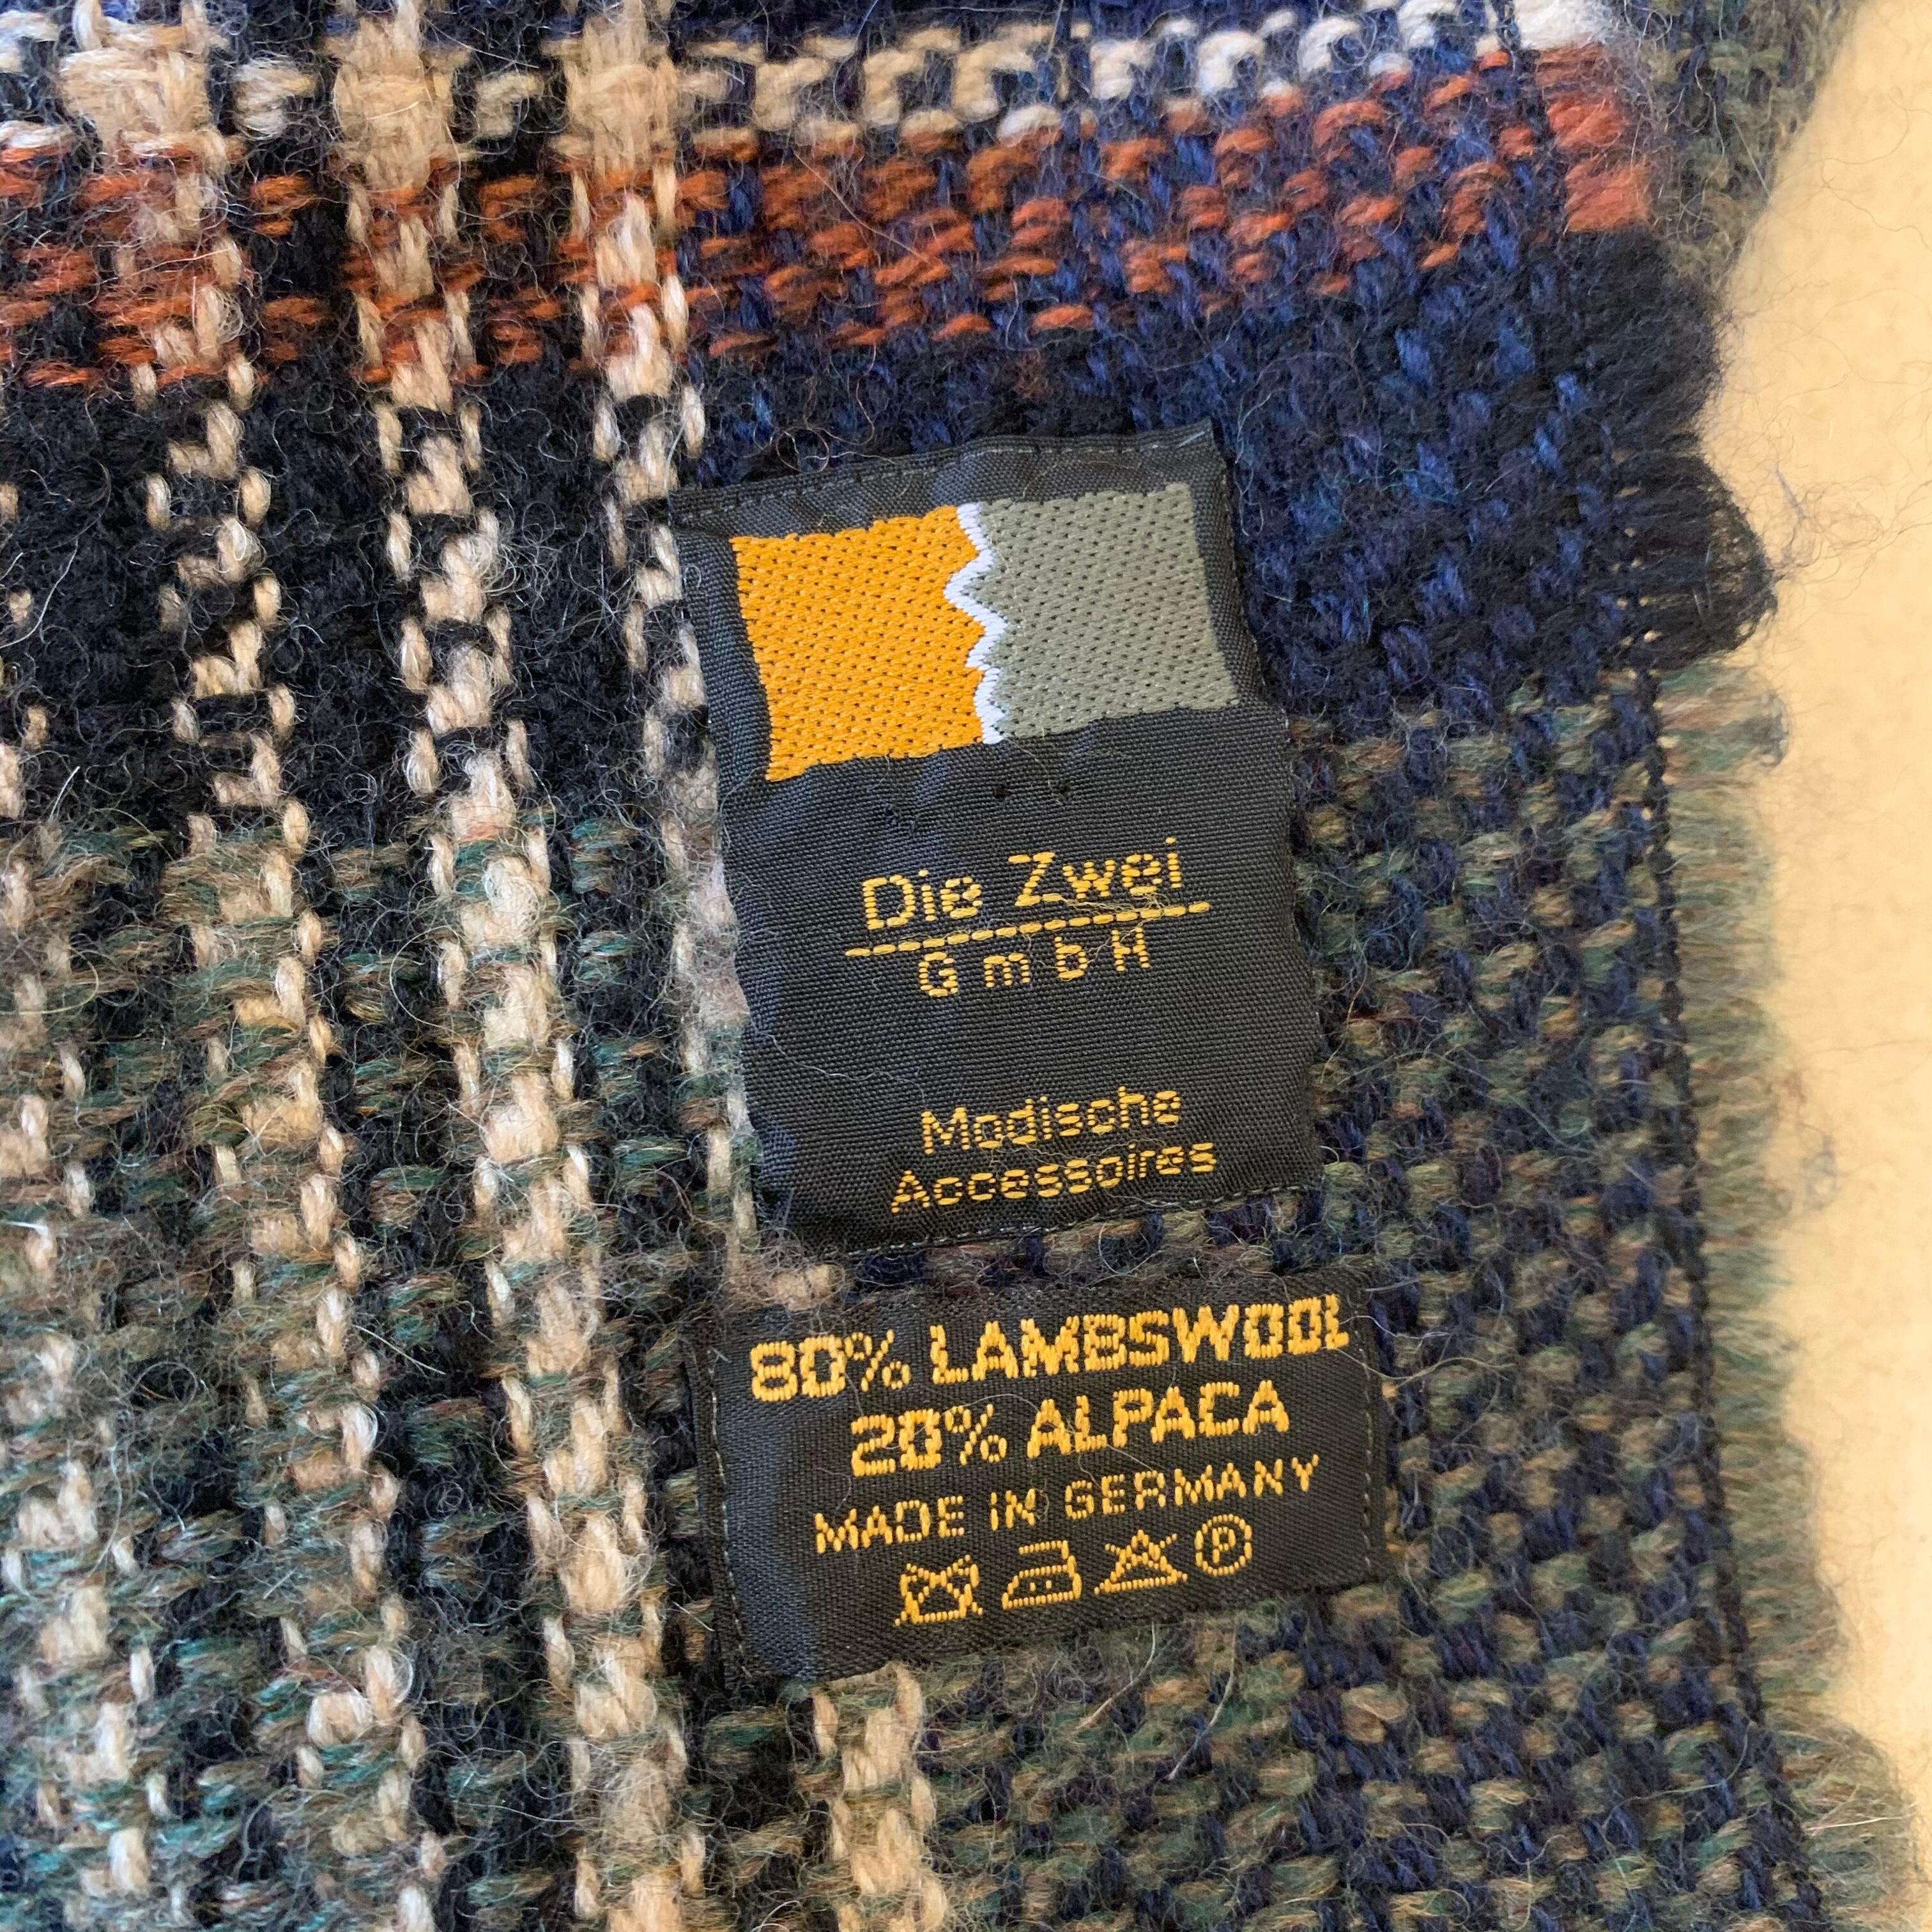 Die Zwei
GmbH
Modische
Accessoires
80% LAMBSWOOL
20% ALPACA
MADE IN GERMANY
P